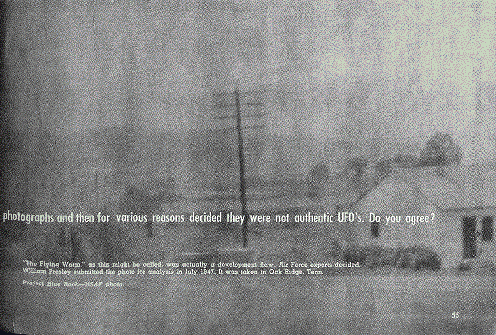 photographs and then for various reasons decided they were not authentic UFO's. Do you agree?
"The Flying Worm," as this might be called, was actually a development flaw, Air Force experts decided.
William Presley submitted the photo for analysis in July 1947. It was taken in Oak Ridge, Tenn.
Project Blue Book—USAF photo
55